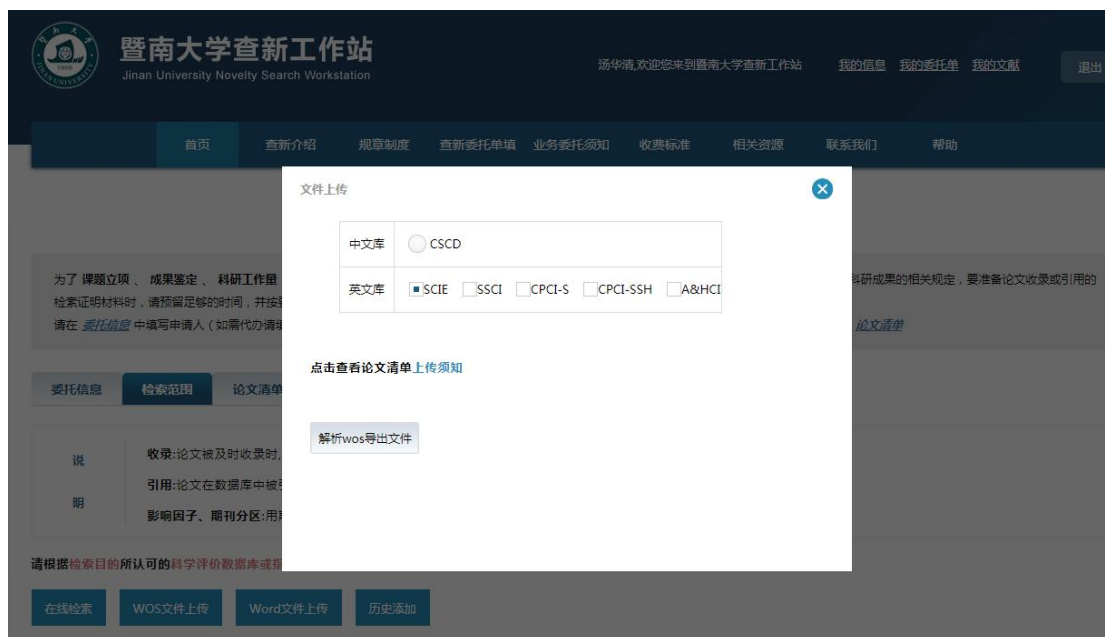 暨南大学查新工作站
Jinan University Novelty Search Workstation
汤华清,欢迎您来到暨南大学查新工作站 我的信息 我的委托单 我的文献 退出
首页 查新介绍 规章制度 查新委托单填 业务委托须知 收费标准 相关资源 联系我们 帮助
文件上传
中文库 CSCD
英文库 SCIE SSCI CPCI-S CPCI-SSH A&HCI
点击查看论文清单上传须知
解析wos导出文件
为了 课题立项 、 成果鉴定 、 科研工作量 科研成果的相关规定，要准备论文收录或引用的
检索证明材料时，请预留足够的时间，并按
请在 委托信息 中填写申请人（如需代办请填 论文清单
委托信息 检索范围 论文清单
说明
收录:论文被及时收录时,
引用:论文在数据库中被
影响因子、期刊分区:用
请根据检索目的所认可的科学评价数据库或指
在线检索 WOS文件上传 Word文件上传 历史添加